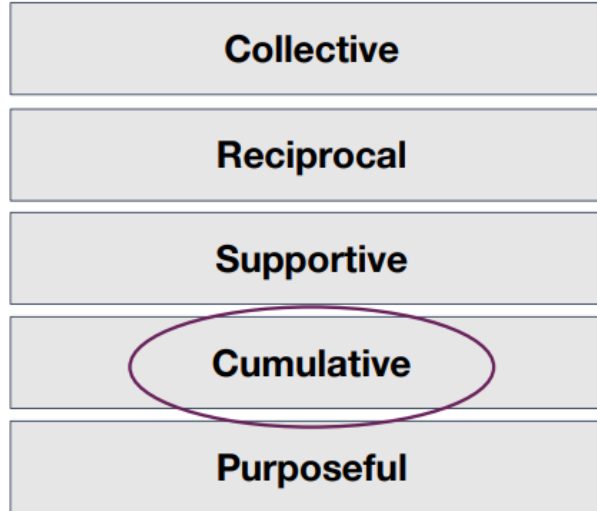 Collective
Reciprocal
Supportive
Cumulative
Purposeful